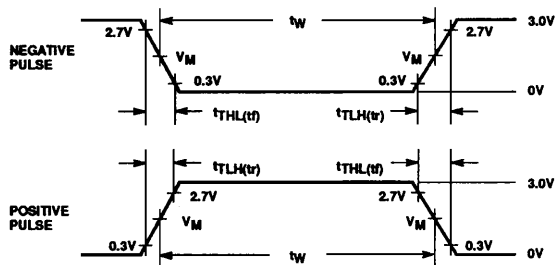 tW
2.7V
2.7V
3.0V
NEGATIVE
PULSE
VM
VM
0.3V
0.3V
0V
tTHL(tf)
tTLH(tr)
tTLH(tr)
tTHL(tf)
2.7V
2.7V
3.0V
POSITIVE
PULSE
VM
VM
0.3V
0.3V
tW
0V